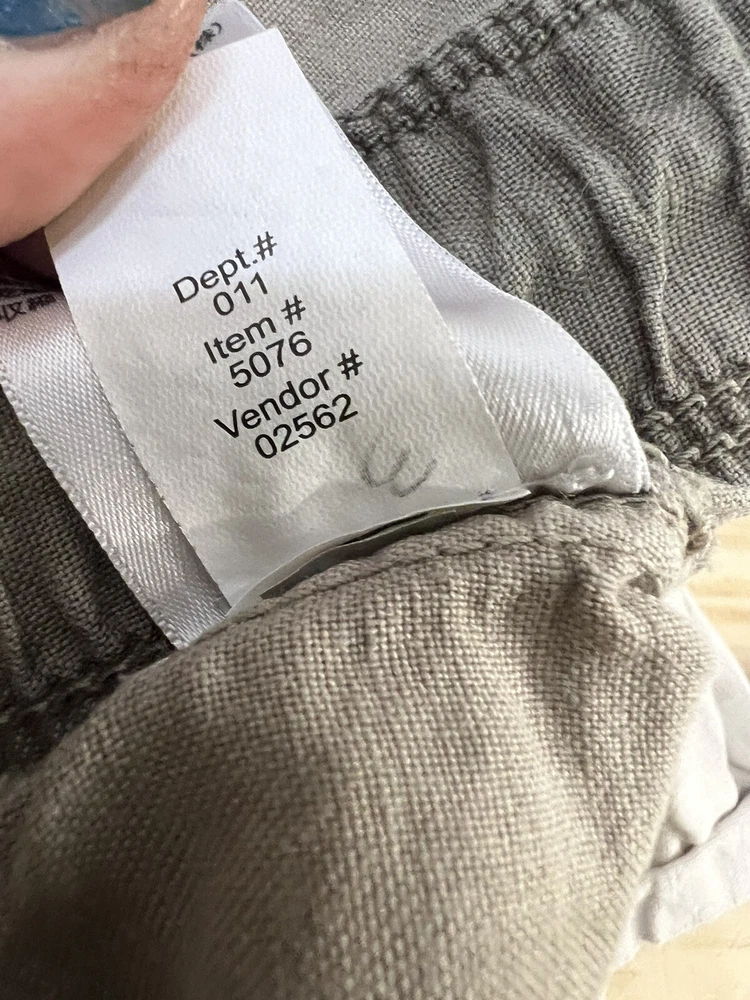 Dept.#
011
Item #
5076
Vendor #
02562